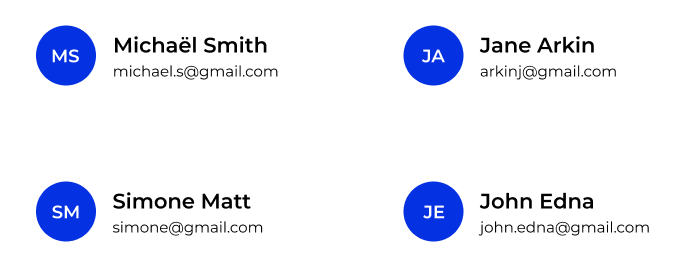 MS
Michaël Smith
michael.s@gmail.com
JA
Jane Arkin
arkinj@gmail.com
SM
Simone Matt
simone@gmail.com
JE
John Edna
john.edna@gmail.com